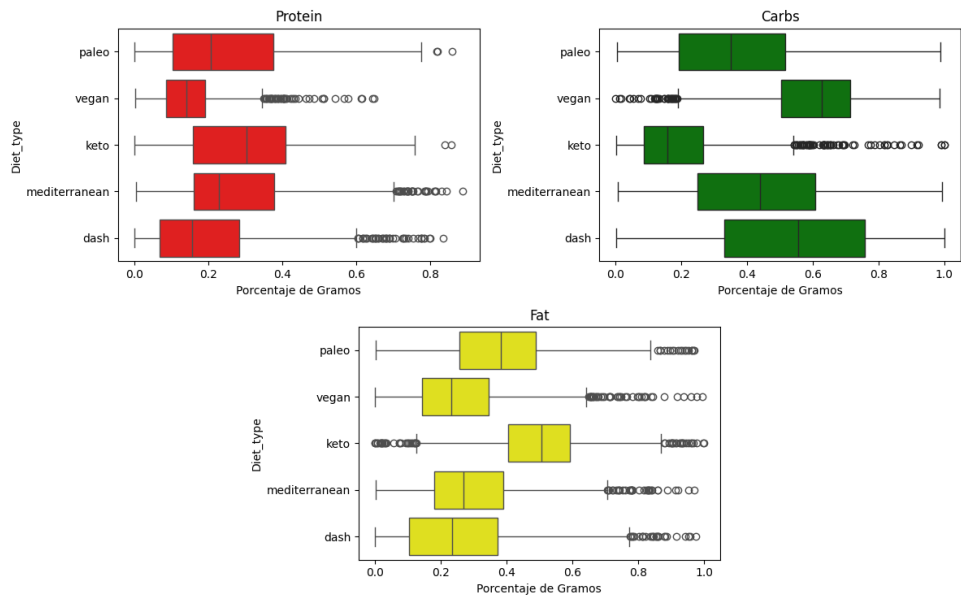 Protein
paleo
vegan
keto
mediterranean
dash
Diet_type
0.0 0.2 0.4 0.6 0.8
Porcentaje de Gramos
Carbs
paleo
vegan
keto
mediterranean
dash
Diet_type
0.0 0.2 0.4 0.6 0.8 1.0
Porcentaje de Gramos
Fat
paleo
vegan
keto
mediterranean
dash
Diet_type
0.0 0.2 0.4 0.6 0.8 1.0
Porcentaje de Gramos